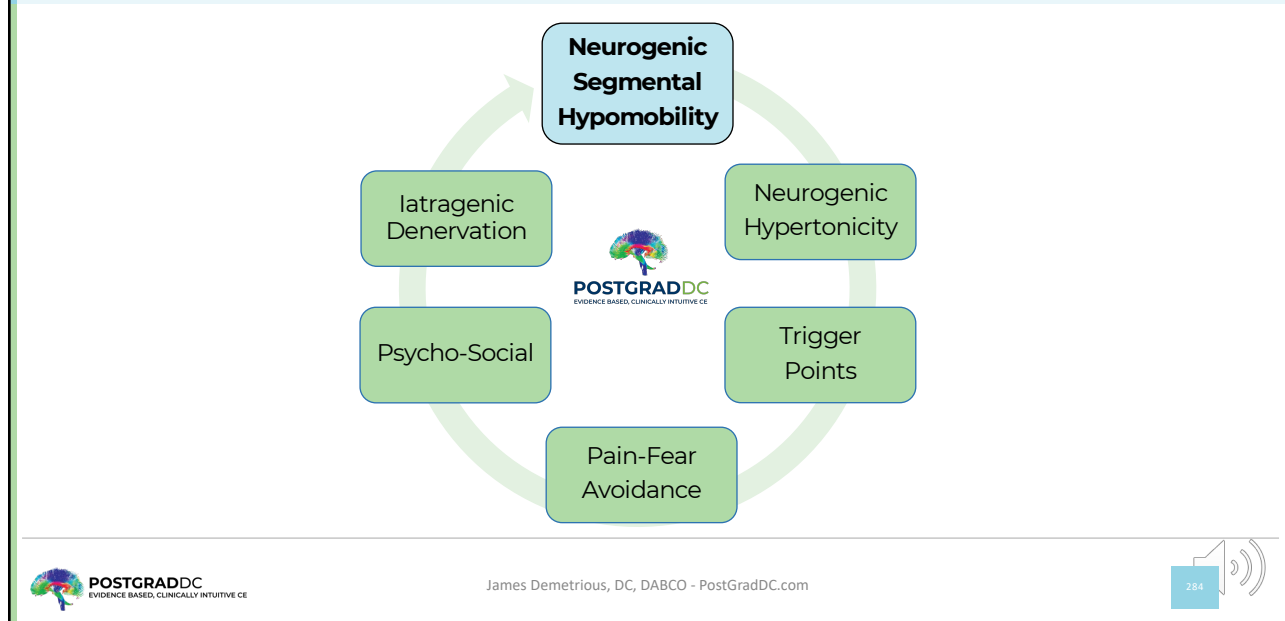 Neurogenic
Segmental
Hypomobility
Neurogenic
Hypertonicity
Trigger
Points
Pain-Fear
Avoidance
Psycho-Social
Iatragenic
Denervation
POSTGRADDC
EVIDENCE BASED, CLINICALLY INTUITIVE CE
POSTGRADDC
EVIDENCE BASED, CLINICALLY INTUITIVE CE
James Demetrious, DC, DABCO - PostGradDC.com
284